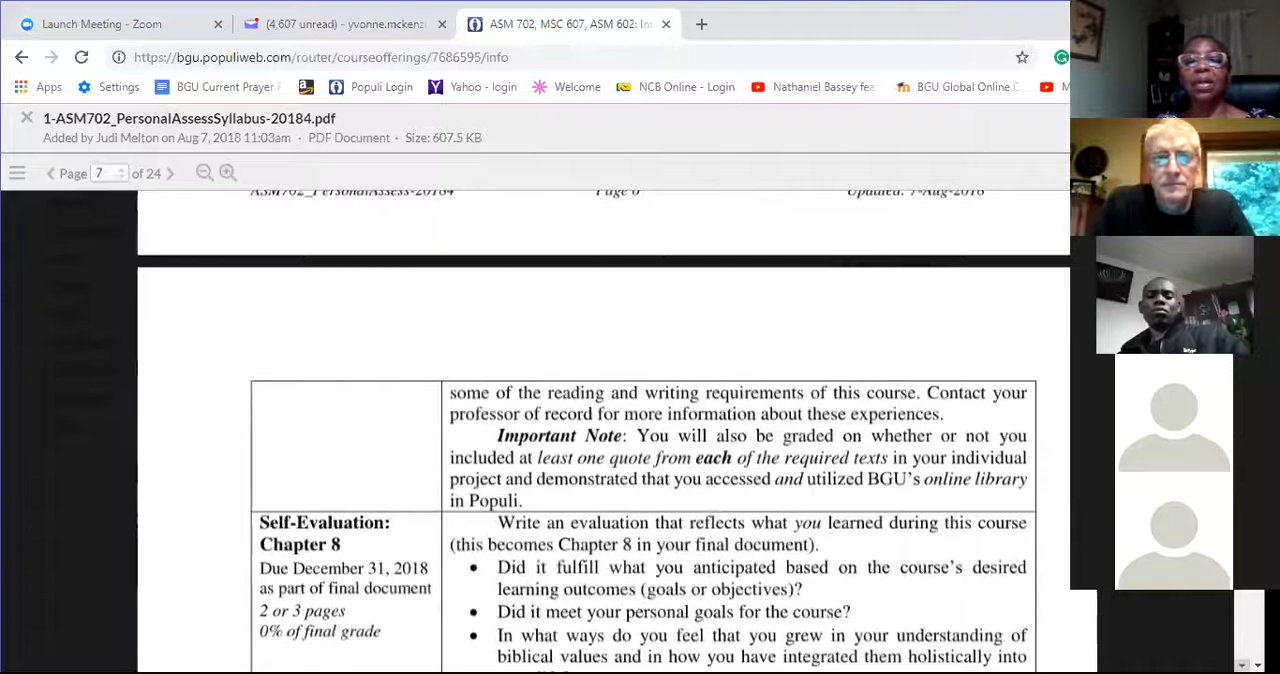 Launch Meeting - Zoom
(4,607 unread) - yvonne.mckenzi
ASM 702, MSC 607, ASM 602: Int
https://bgu.populiweb.com/router/courseofferings/7686595/info
Apps
Settings
BGU Current Prayer
Populi Login
Yahoo - login
Welcome
NCB Online - Login
Nathaniel Bassey fea
BGU Global Online C
1-ASM702_PersonalAssessSyllabus-20184.pdf
Added by Judi Melton on Aug 7, 2018 11:03am · PDF Document · Size: 607.5 KB
Page 7 of 24
ASM702_PersonalAssess-20184 Page 6 Updated: 7-Aug-2018
some of the reading and writing requirements of this course. Contact your
professor of record for more information about these experiences.
Important Note: You will also be graded on whether or not you
included at least one quote from each of the required texts in your individual
project and demonstrated that you accessed and utilized BGU's online library
in Populi.
Self-Evaluation:
Chapter 8
Due December 31, 2018
as part of final document
2 or 3 pages
0% of final grade
Write an evaluation that reflects what you learned during this course
(this becomes Chapter 8 in your final document).
• Did it fulfill what you anticipated based on the course's desired
learning outcomes (goals or objectives)?
• Did it meet your personal goals for the course?
• In what ways do you feel that you grew in your understanding of
biblical values and in how you have integrated them holistically into